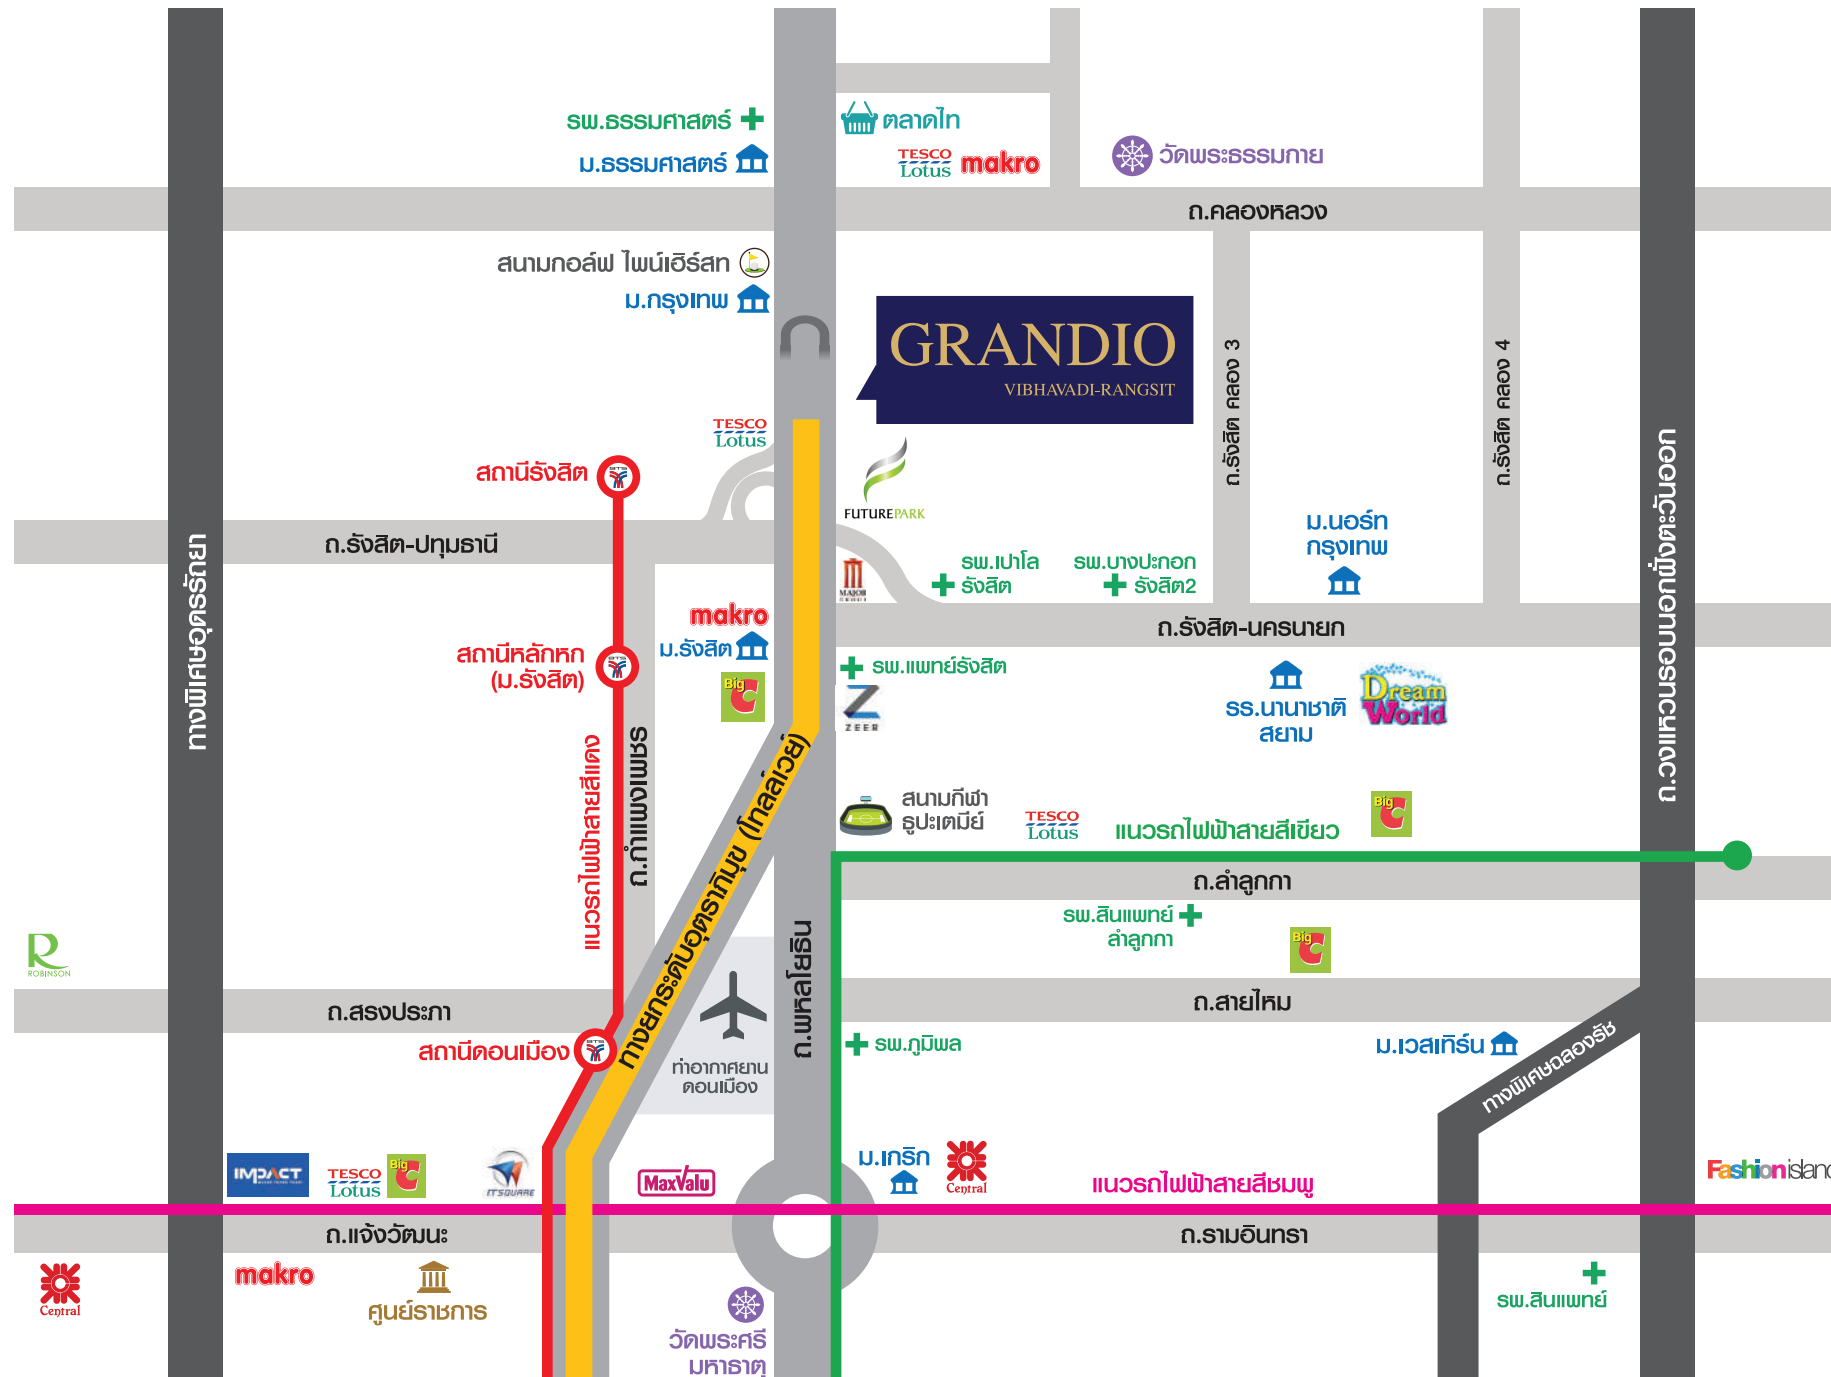 รพ.ธรรมศาสตร์
ม.ธรรมศาสตร์
ตลาดไท
TESCO
Lotus
makro
วัดพระธรรมกาย
ถ.คลองหลวง
สนามกอล์ฟ ไพน์เฮิร์สท
ม.กรุงเทพ
GRANDIO
VIBHAVADI-RANGSIT
ถ.รังสิต คลอง 3
ถ.รังสิต คลอง 4
TESCO
Lotus
สถานีรังสิต
BTS
FUTUREPARK
ถ.รังสิต-ปทุมธานี
ทางพิเศษอุดรรัถยา
ถ.วงแหวนกาญจนาภิเษกตะวันออก
ม.นอร์ท
กรุงเทพ
MAJOR
รพ.เปาโล
รังสิต
รพ.บางปะกอก
รังสิต2
makro
ม.รังสิต
ถ.รังสิต-นครนายก
สถานีหลักหก
(ม.รังสิต)
BTS
รพ.แพทย์รังสิต
Big C
ZEER
รร.นานาชาติ
สยาม
Dream
World
แนวรถไฟฟ้าสายสีแดง
ถ.กำแพงเพชร
ทางยกระดับอุตราภิมุข (โทลล์เวย์)
สนามกีฬา
ธูปะเตมีย์
TESCO
Lotus
แนวรถไฟฟ้าสายสีเขียว
Big C
ถ.ลำลูกกา
รพ.สินแพทย์
ลำลูกกา
Big C
ROBINSON
ถ.พหลโยธิน
ถ.สรงประภา
ถ.สายไหม
สถานีดอนเมือง
BTS
ท่าอากาศยาน
ดอนเมือง
รพ.ภูมิพล
ม.เวสเทิร์น
ทางพิเศษฉลองรัช
IMPACT
TESCO
Lotus
Big C
IT SQUARE
MaxValu
ม.เกริก
Central
แนวรถไฟฟ้าสายสีชมพู
Fashion island
ถ.แจ้งวัฒนะ
ถ.รามอินทรา
Central
makro
ศูนย์ราชการ
วัดพระศรี
มหาธาตุ
รพ.สินแพทย์